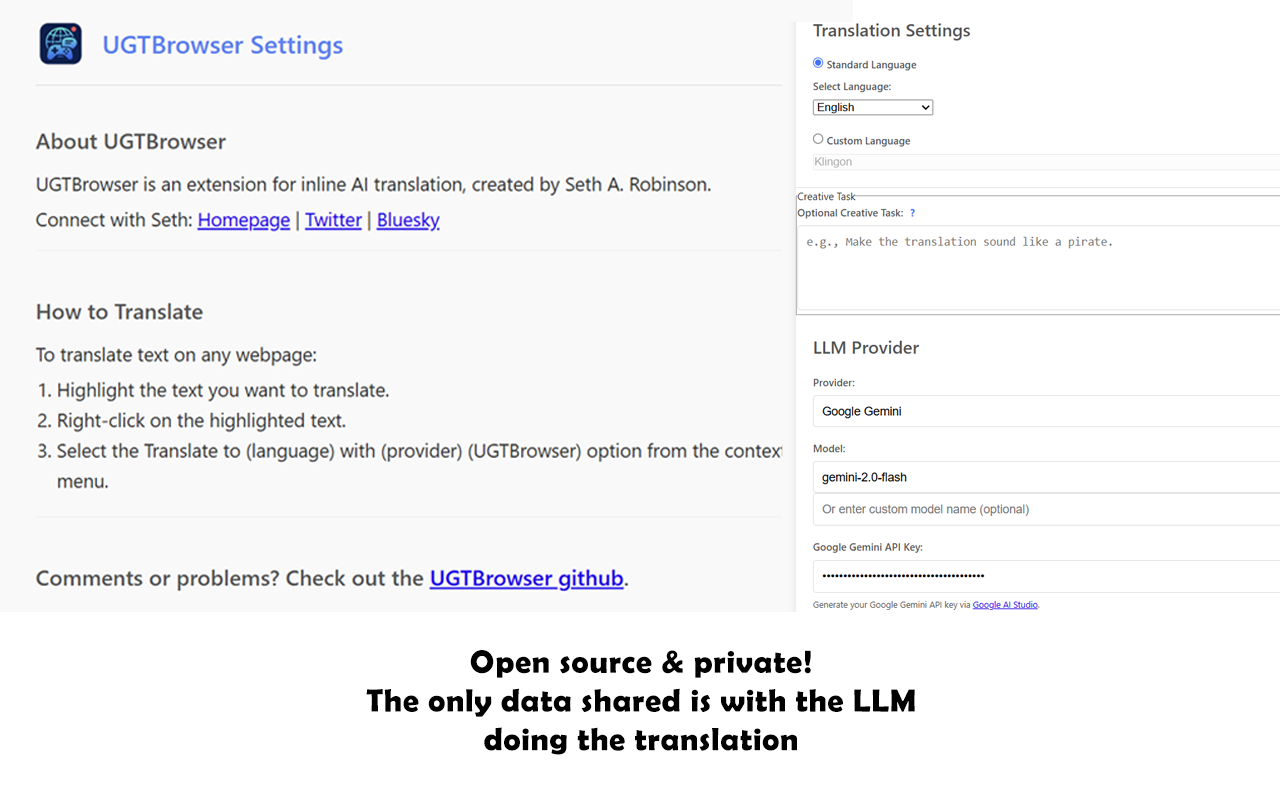 UGTBrowser Settings
About UGTBrowser
UGTBrowser is an extension for inline AI translation, created by Seth A. Robinson.
Connect with Seth: Homepage | Twitter | Bluesky
How to Translate
To translate text on any webpage:
1. Highlight the text you want to translate.
2. Right-click on the highlighted text.
3. Select the Translate to (language) with (provider) (UGTBrowser) option from the context
menu.
Comments or problems? Check out the UGTBrowser github.
Translation Settings
Standard Language
Select Language:
English
Custom Language
Klingon
Creative Task
Optional Creative Task: ?
e.g., Make the translation sound like a pirate.
LLM Provider
Provider:
Google Gemini
Model:
gemini-2.0-flash
Or enter custom model name (optional)
Google Gemini API Key:
•••••••••••••••••••••••••••••••••••••••
Generate your Google Gemini API key via Google AI Studio.
Open source & private!
The only data shared is with the LLM
doing the translation